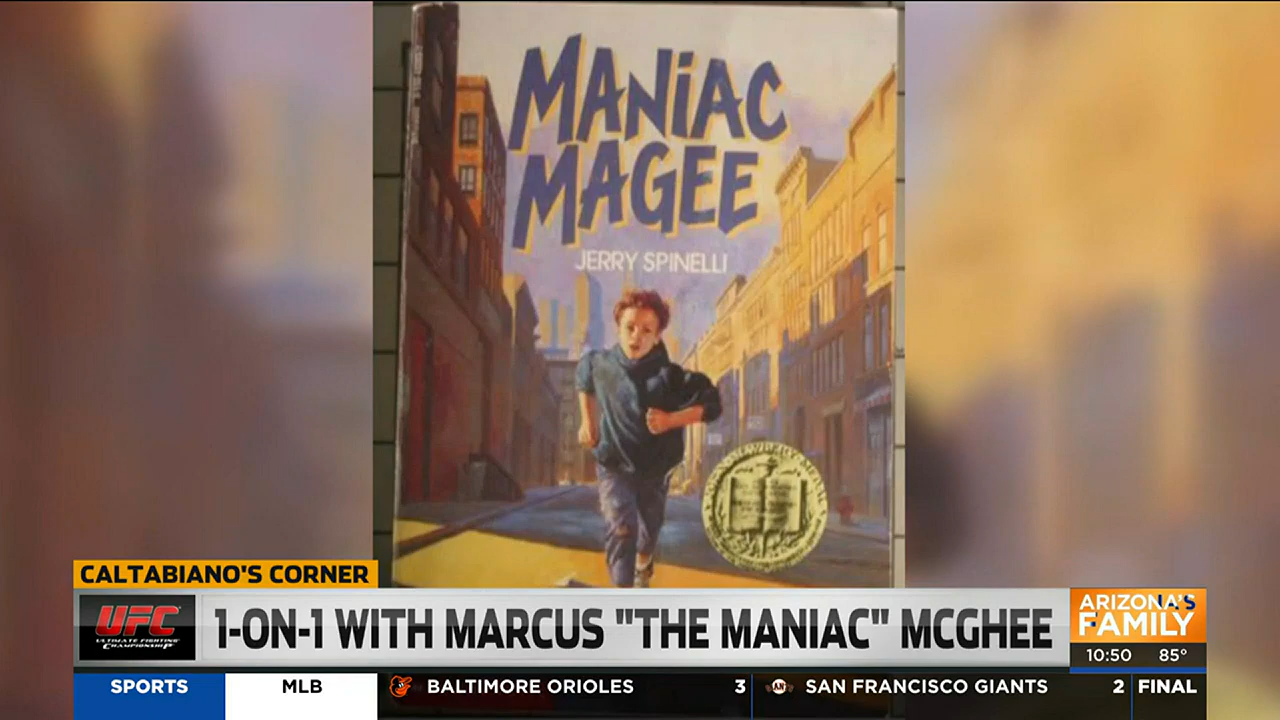 MANiAC
MAGEE
JERRY SPINELLI
CALTABIANO'S CORNER
UFC
ULTIMATE FIGHTING
CHAMPIONSHIP
1-ON-1 WITH MARCUS "THE MANIAC" MCGHEE
ARIZONA'S
FAMILY
10:50 85°
SPORTS MLB BALTIMORE ORIOLES 3 SAN FRANCISCO GIANTS 2 FINAL